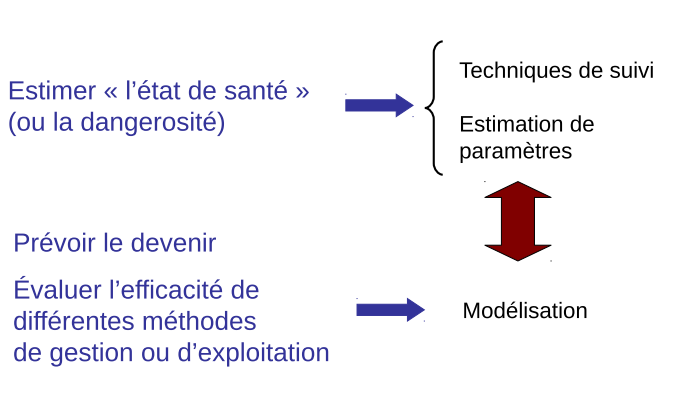 Estimer « l’état de santé »
(ou la dangerosité)
Techniques de suivi
Estimation de
paramètres
Prévoir le devenir
Évaluer l’efficacité de
différentes méthodes
de gestion ou d’exploitation
Modélisation